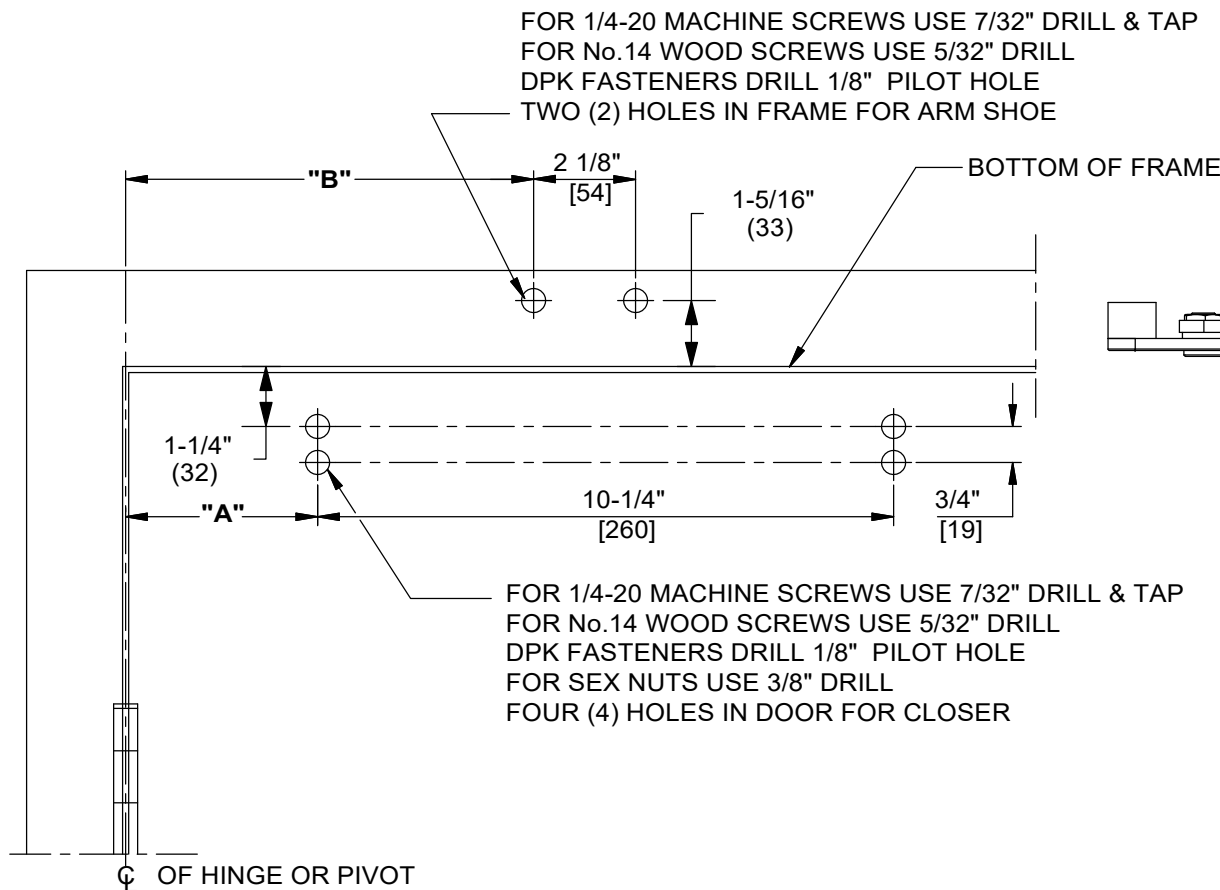 FOR 1/4-20 MACHINE SCREWS USE 7/32" DRILL & TAP
FOR No.14 WOOD SCREWS USE 5/32" DRILL
DPK FASTENERS DRILL 1/8" PILOT HOLE
TWO (2) HOLES IN FRAME FOR ARM SHOE
"B"
2 1/8"
[54]
BOTTOM OF FRAME
1-5/16"
(33)
1-1/4"
(32)
"A"
10-1/4"
[260]
3/4"
[19]
FOR 1/4-20 MACHINE SCREWS USE 7/32" DRILL & TAP
FOR No.14 WOOD SCREWS USE 5/32" DRILL
DPK FASTENERS DRILL 1/8" PILOT HOLE
FOR SEX NUTS USE 3/8" DRILL
FOUR (4) HOLES IN DOOR FOR CLOSER
℄ OF HINGE OR PIVOT